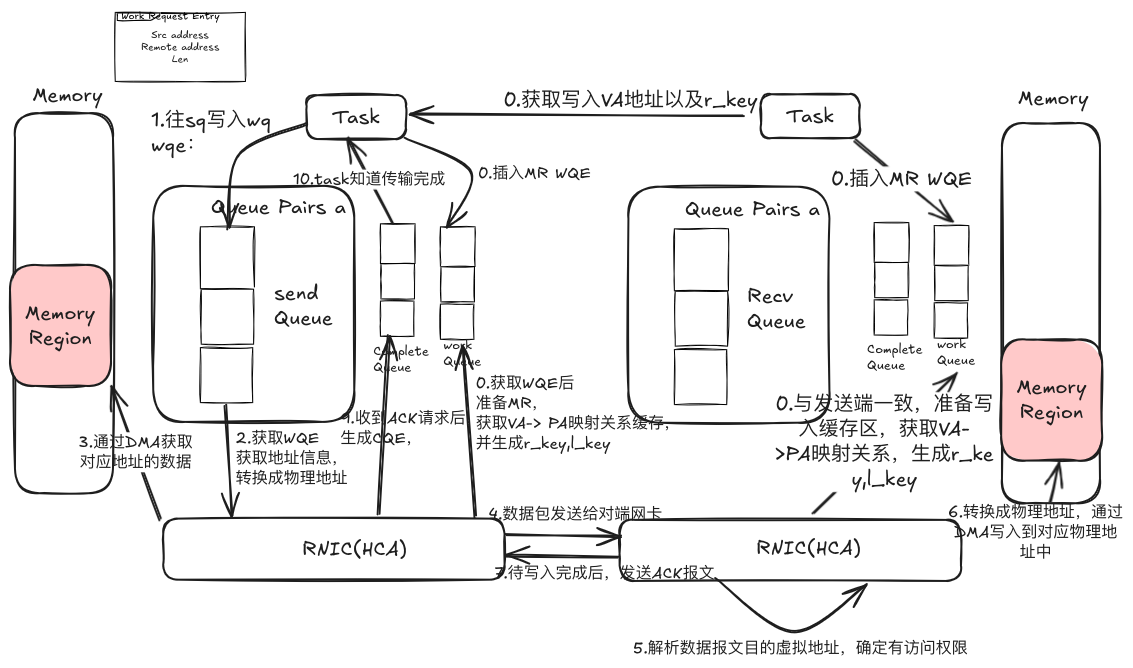 Work Request Entry
Src address
Remote address
Len
Memory
Task
0.获取写入VA地址以及r_key
Task
Memory
1.往sq写入wq
wqe:
10.task知道传输完成
0.插入MR WQE
0.插入MR WQE
Queue Pairs a
Queue Pairs a
send
Queue
Recv
Queue
Memory
Region
Complete
Queue
work
Queue
Complete
Queue
work
Queue
Memory
Region
0.获取WQE后
准备MR,
获取VA-> PA映射关系缓存,
并生成r_key,l_key
0.与发送端一致，准备写
入缓存区，获取VA-
>PA映射关系，生成r_ke
y,l_key
9.收到ACK请求后
生成CQE,
3.通过DMA获取
对应地址的数据
2.获取WQE
获取地址信息,
转换成物理地址
4.数据包发送给对端网卡
6.转换成物理地址，通过
DMA写入到对应物理地
址中
RNIC(HCA)
RNIC(HCA)
7.待写入完成后，发送ACK报文
5.解析数据报文目的虚拟地址，确定有访问权限